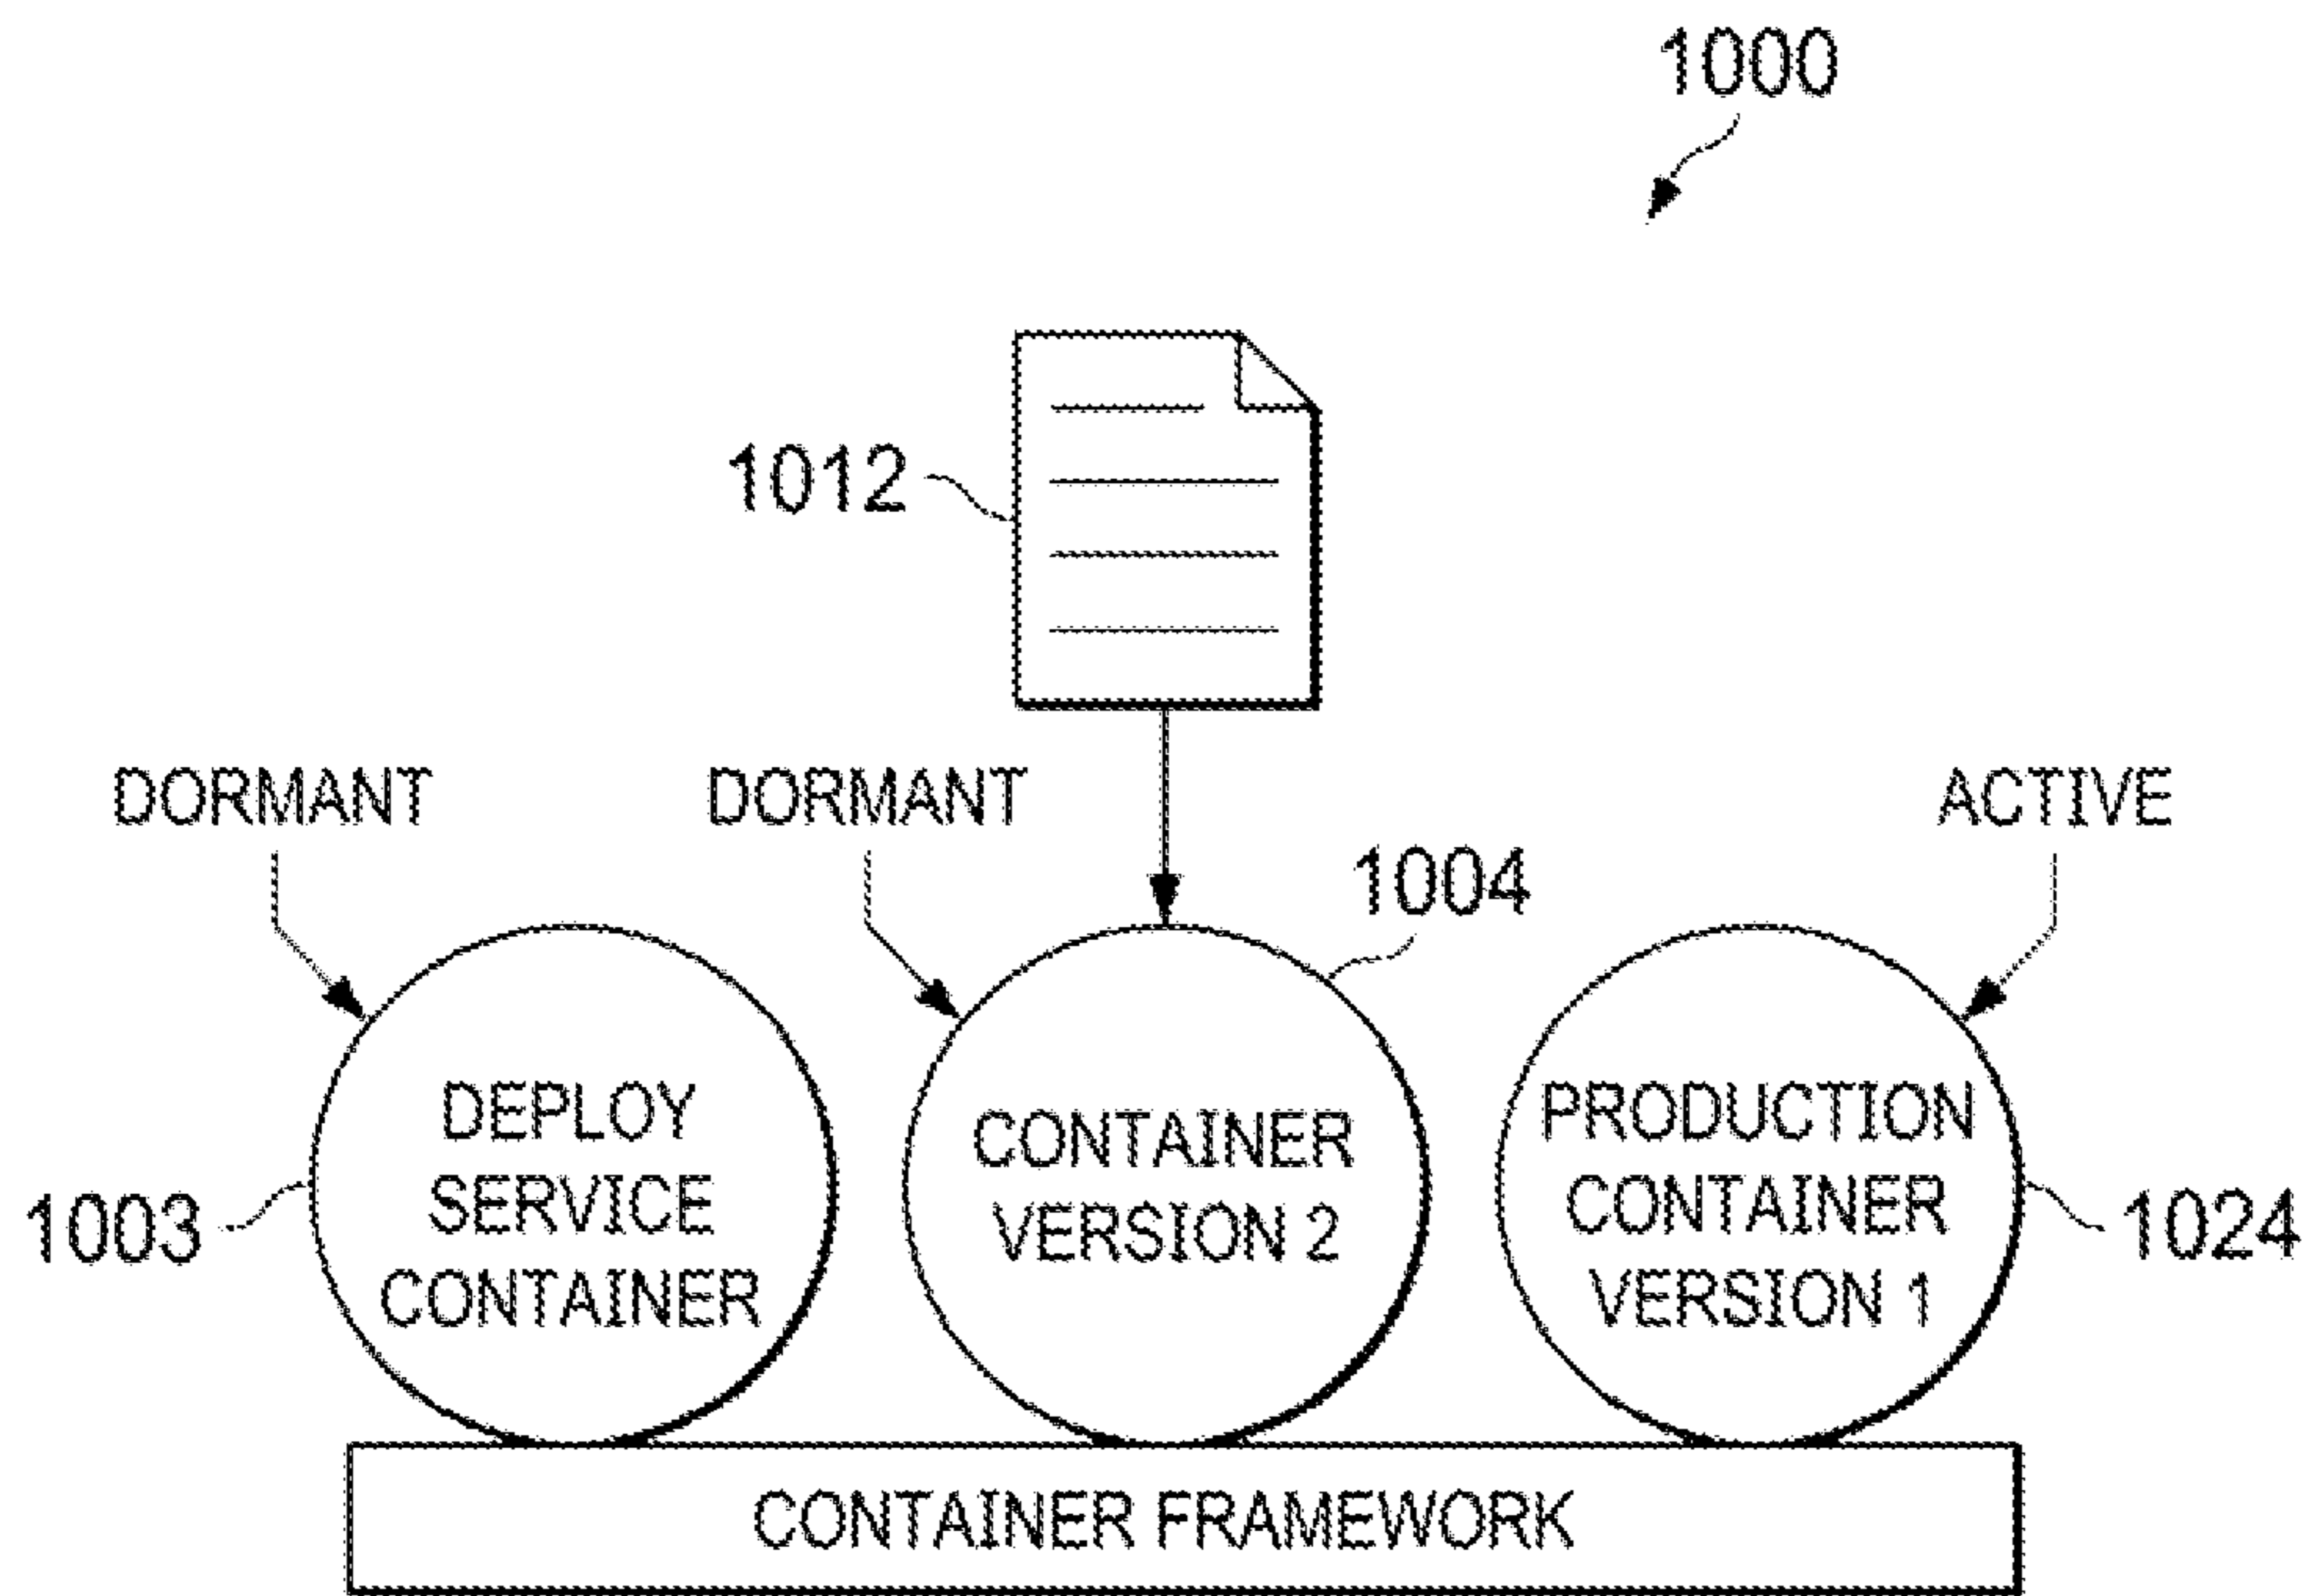 1000
1012
DORMANT
DORMANT
ACTIVE
1004
DEPLOY
SERVICE
CONTAINER
1003
CONTAINER
VERSION 2
PRODUCTION
CONTAINER
VERSION 1
1024
CONTAINER FRAMEWORK